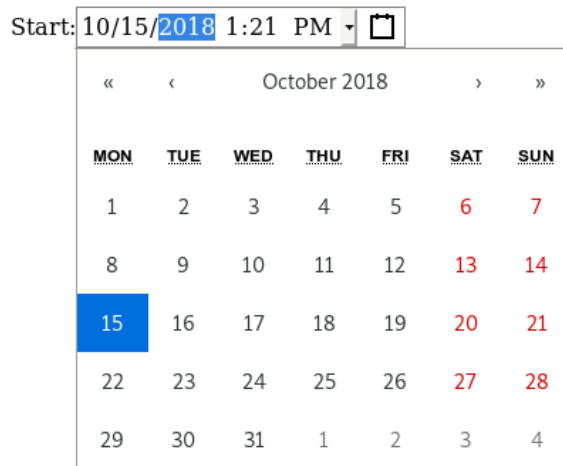 Start: 10/15/2018 1:21 PM
« ‹ October 2018 › »
MON TUE WED THU FRI SAT SUN
1 2 3 4 5 6 7
8 9 10 11 12 13 14
15 16 17 18 19 20 21
22 23 24 25 26 27 28
29 30 31 1 2 3 4